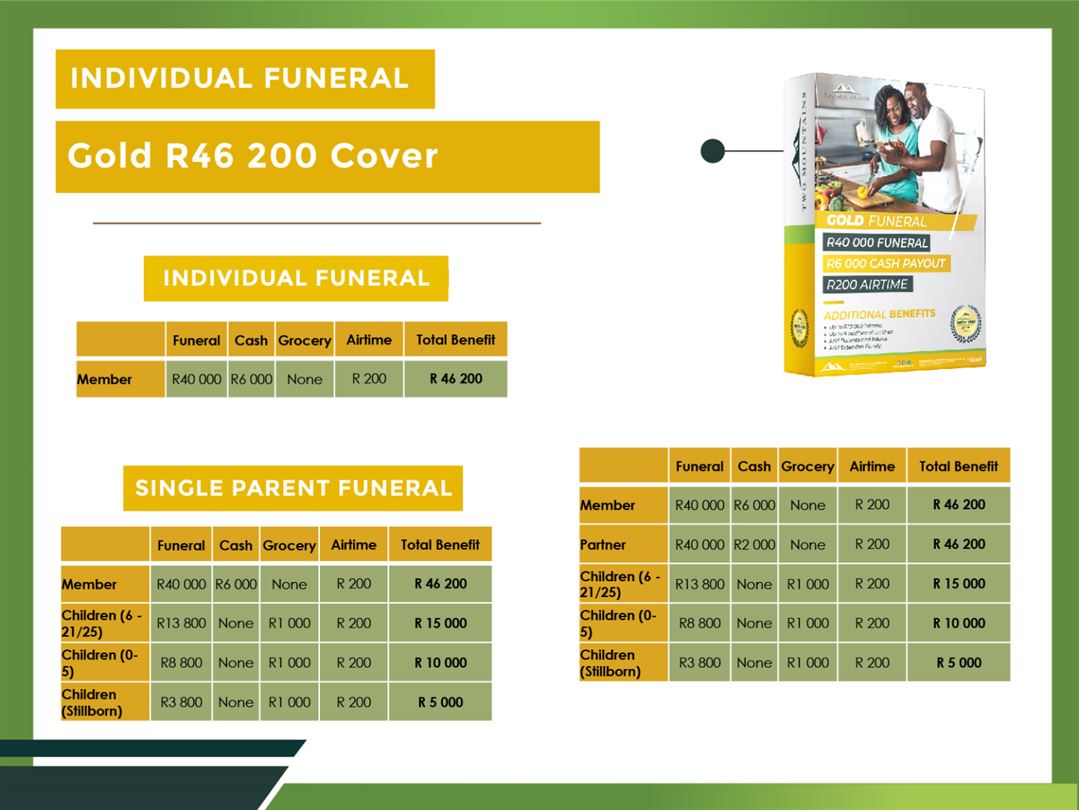 INDIVIDUAL FUNERAL
Gold R46 200 Cover
TWO MOUNTAINS
GOLD FUNERAL
R40 000 FUNERAL
R6 000 CASH PAYOUT
R200 AIRTIME
ADDITIONAL BENEFITS
INDIVIDUAL FUNERAL
Funeral Cash Grocery Airtime Total Benefit
Member R40 000 R6 000 None R 200 R 46 200
SINGLE PARENT FUNERAL
Funeral Cash Grocery Airtime Total Benefit
Member R40 000 R6 000 None R 200 R 46 200
Children (6 -
21/25) R13 800 None R1 000 R 200 R 15 000
Children (0-
5) R8 800 None R1 000 R 200 R 10 000
Children
(Stillborn) R3 800 None R1 000 R 200 R 5 000
Funeral Cash Grocery Airtime Total Benefit
Member R40 000 R6 000 None R 200 R 46 200
Partner R40 000 R2 000 None R 200 R 46 200
Children (6 -
21/25) R13 800 None R1 000 R 200 R 15 000
Children (0-
5) R8 800 None R1 000 R 200 R 10 000
Children
(Stillborn) R3 800 None R1 000 R 200 R 5 000